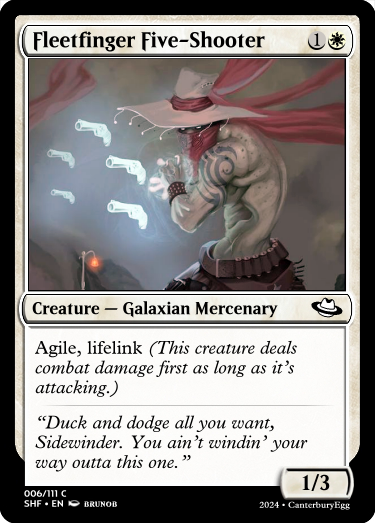 Fleetfinger Five-Shooter 1
Creature — Galaxian Mercenary
Agile, lifelink (This creature deals
combat damage first as long as it's
attacking.)
"Duck and dodge all you want,
Sidewinder. You ain't windin' your
way outta this one."
1/3
006/111 C
SHF • EN BRUNOB
2024 • CanterburyEgg